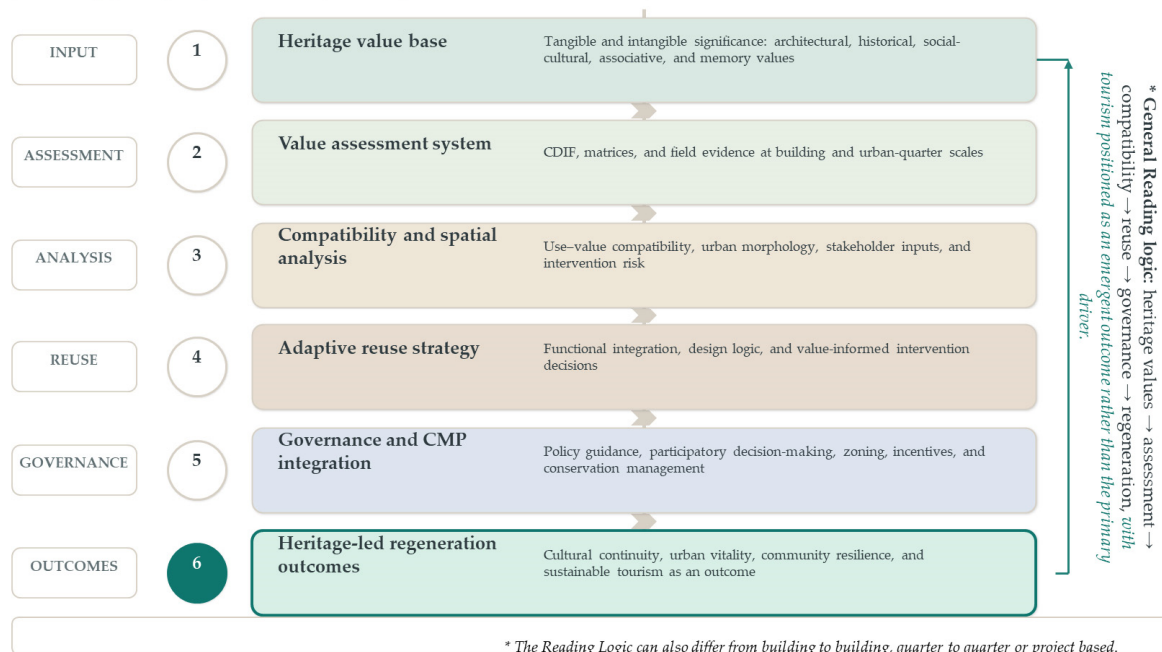 INPUT
1
Heritage value base
Tangible and intangible significance: architectural, historical, social-
cultural, associative, and memory values
ASSESSMENT
2
Value assessment system
CDIF, matrices, and field evidence at building and urban-quarter scales
ANALYSIS
3
Compatibility and spatial
analysis
Use–value compatibility, urban morphology, stakeholder inputs, and
intervention risk
REUSE
4
Adaptive reuse strategy
Functional integration, design logic, and value-informed intervention
decisions
GOVERNANCE
5
Governance and CMP
integration
Policy guidance, participatory decision-making, zoning, incentives, and
conservation management
OUTCOMES
6
Heritage-led regeneration
outcomes
Cultural continuity, urban vitality, community resilience, and
sustainable tourism as an outcome
* General Reading logic: heritage values → assessment →
compatibility → reuse → governance → regeneration, with
tourism positioned as an emergent outcome rather than the primary
driver.
* The Reading Logic can also differ from building to building, quarter to quarter or project based.